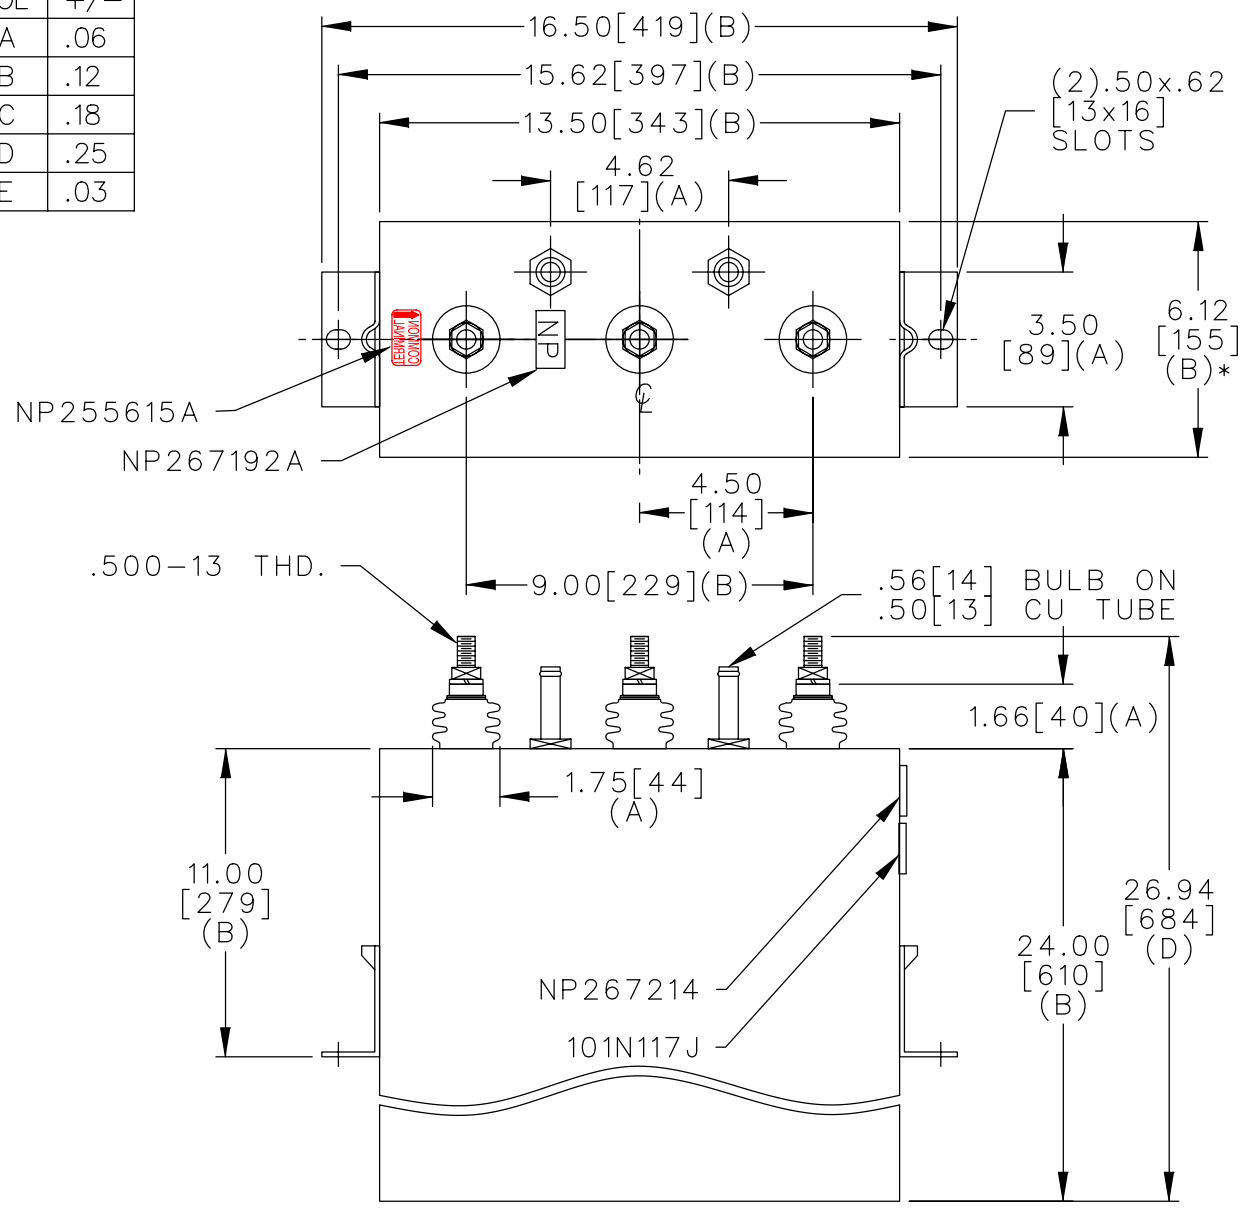 +/-
A .06
B .12
C .18
D .25
E .03
16.50[419](B)
15.62[397](B)
13.50[343](B)
4.62
[117](A)
(2).50x.62
[13x16]
SLOTS
NP
COMMON
TERMINAL
3.50
[89](A)
6.12
[155]
(B)*
NP255615A
NP267192A
℄
4.50
[114]
(A)
.500-13 THD.
9.00[229](B)
.56[14] BULB ON
.50[13] CU TUBE
1.66[40](A)
1.75[44]
(A)
11.00
[279]
(B)
26.94
[684]
(D)
24.00
[610]
(B)
NP267214
101N117J